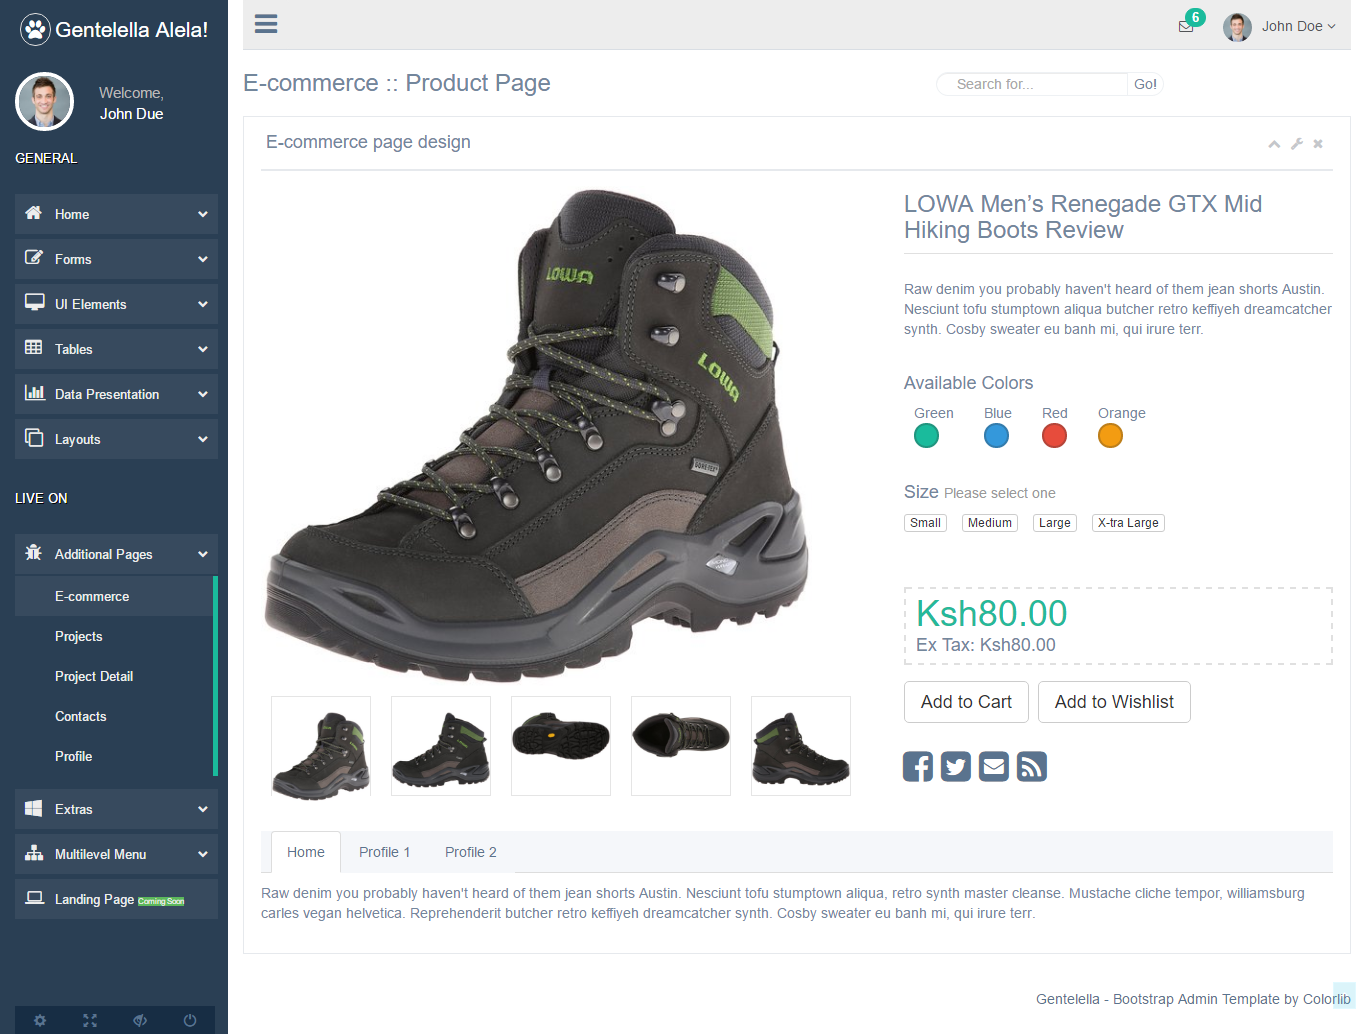 Gentelella Alela!
Welcome,
John Due
GENERAL
Home
Forms
UI Elements
Tables
Data Presentation
Layouts
LIVE ON
Additional Pages
E-commerce
Projects
Project Detail
Contacts
Profile
Extras
Multilevel Menu
Landing Page Coming Soon
6
John Doe
E-commerce :: Product Page
Search for...
Go!
E-commerce page design
LOWA
LOWA
GORE-TEX
LOWA Men’s Renegade GTX Mid
Hiking Boots Review
Raw denim you probably haven't heard of them jean shorts Austin.
Nesciunt tofu stumptown aliqua butcher retro keffiyeh dreamcatcher
synth. Cosby sweater eu banh mi, qui irure terr.
Available Colors
Green Blue Red Orange
Size Please select one
Small Medium Large X-tra Large
Ksh80.00
Ex Tax: Ksh80.00
Add to Cart Add to Wishlist
Home Profile 1 Profile 2
Raw denim you probably haven't heard of them jean shorts Austin. Nesciunt tofu stumptown aliqua, retro synth master cleanse. Mustache cliche tempor, williamsburg
carles vegan helvetica. Reprehenderit butcher retro keffiyeh dreamcatcher synth. Cosby sweater eu banh mi, qui irure terr.
Gentelella - Bootstrap Admin Template by Colorlib